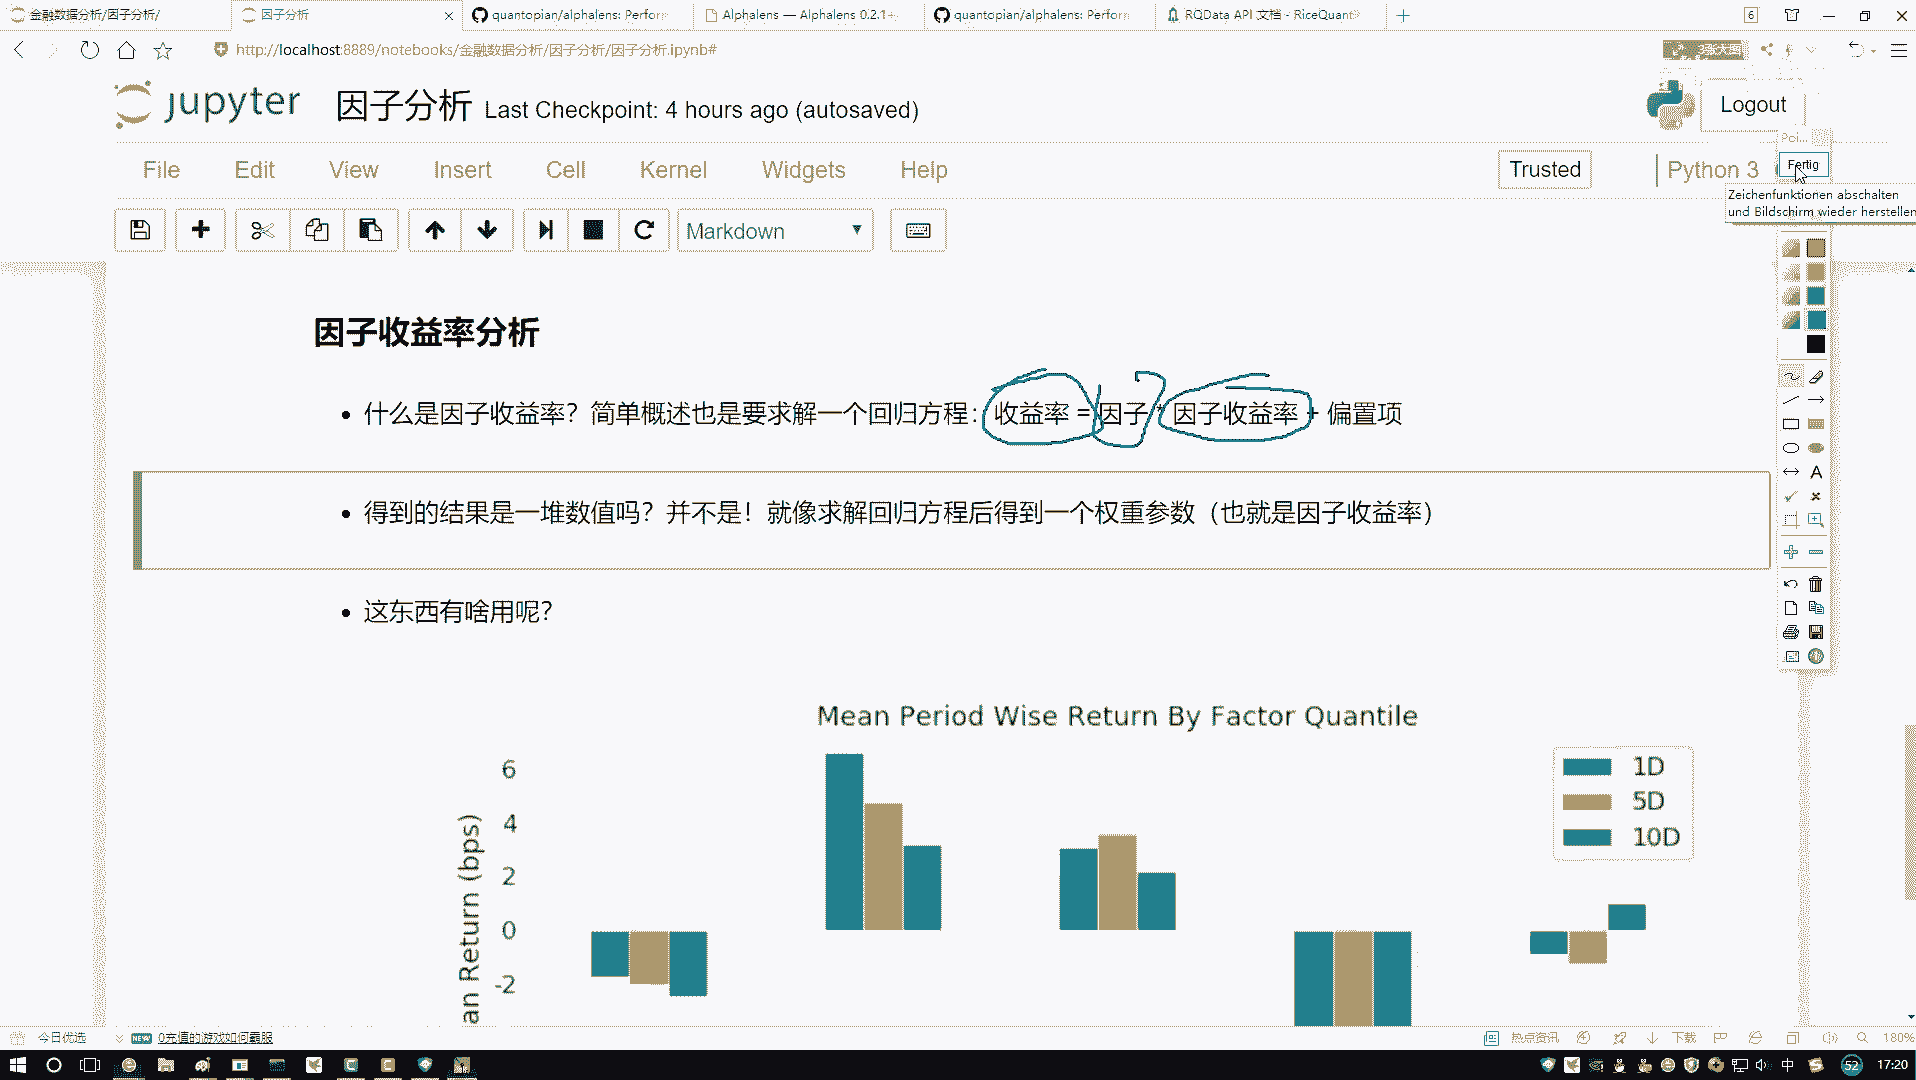 金融数据分析/因子分析/
因子分析
quantopian/alphalens: Perfor
Alphalens — Alphalens 0.2.1+
quantopian/alphalens: Perfor
RQData API 文档 - RiceQuant
6
http://localhost:8889/notebooks/金融数据分析/因子分析/因子分析.ipynb#
jupyter
因子分析 Last Checkpoint: 4 hours ago (autosaved)
Logout
File Edit View Insert Cell Kernel Widgets Help
Trusted
Python 3
Poi...
Fertig
Zeichenfunktionen abschalten
und Bildschirm wieder herstellen
Markdown
因子收益率分析
什么是因子收益率？简单概述也是要求解一个回归方程：收益率 = 因子 * 因子收益率 + 偏置项
得到的结果是一堆数值吗？并不是！就像求解回归方程后得到一个权重参数（也就是因子收益率）
这东西有啥用呢？
Mean Period Wise Return By Factor Quantile
1D
5D
10D
6
4
2
0
-2
an Return (bps)
今日优选
NEW
0充值的游戏如何霸服
热点资讯
下载
180%
中
52
17:20